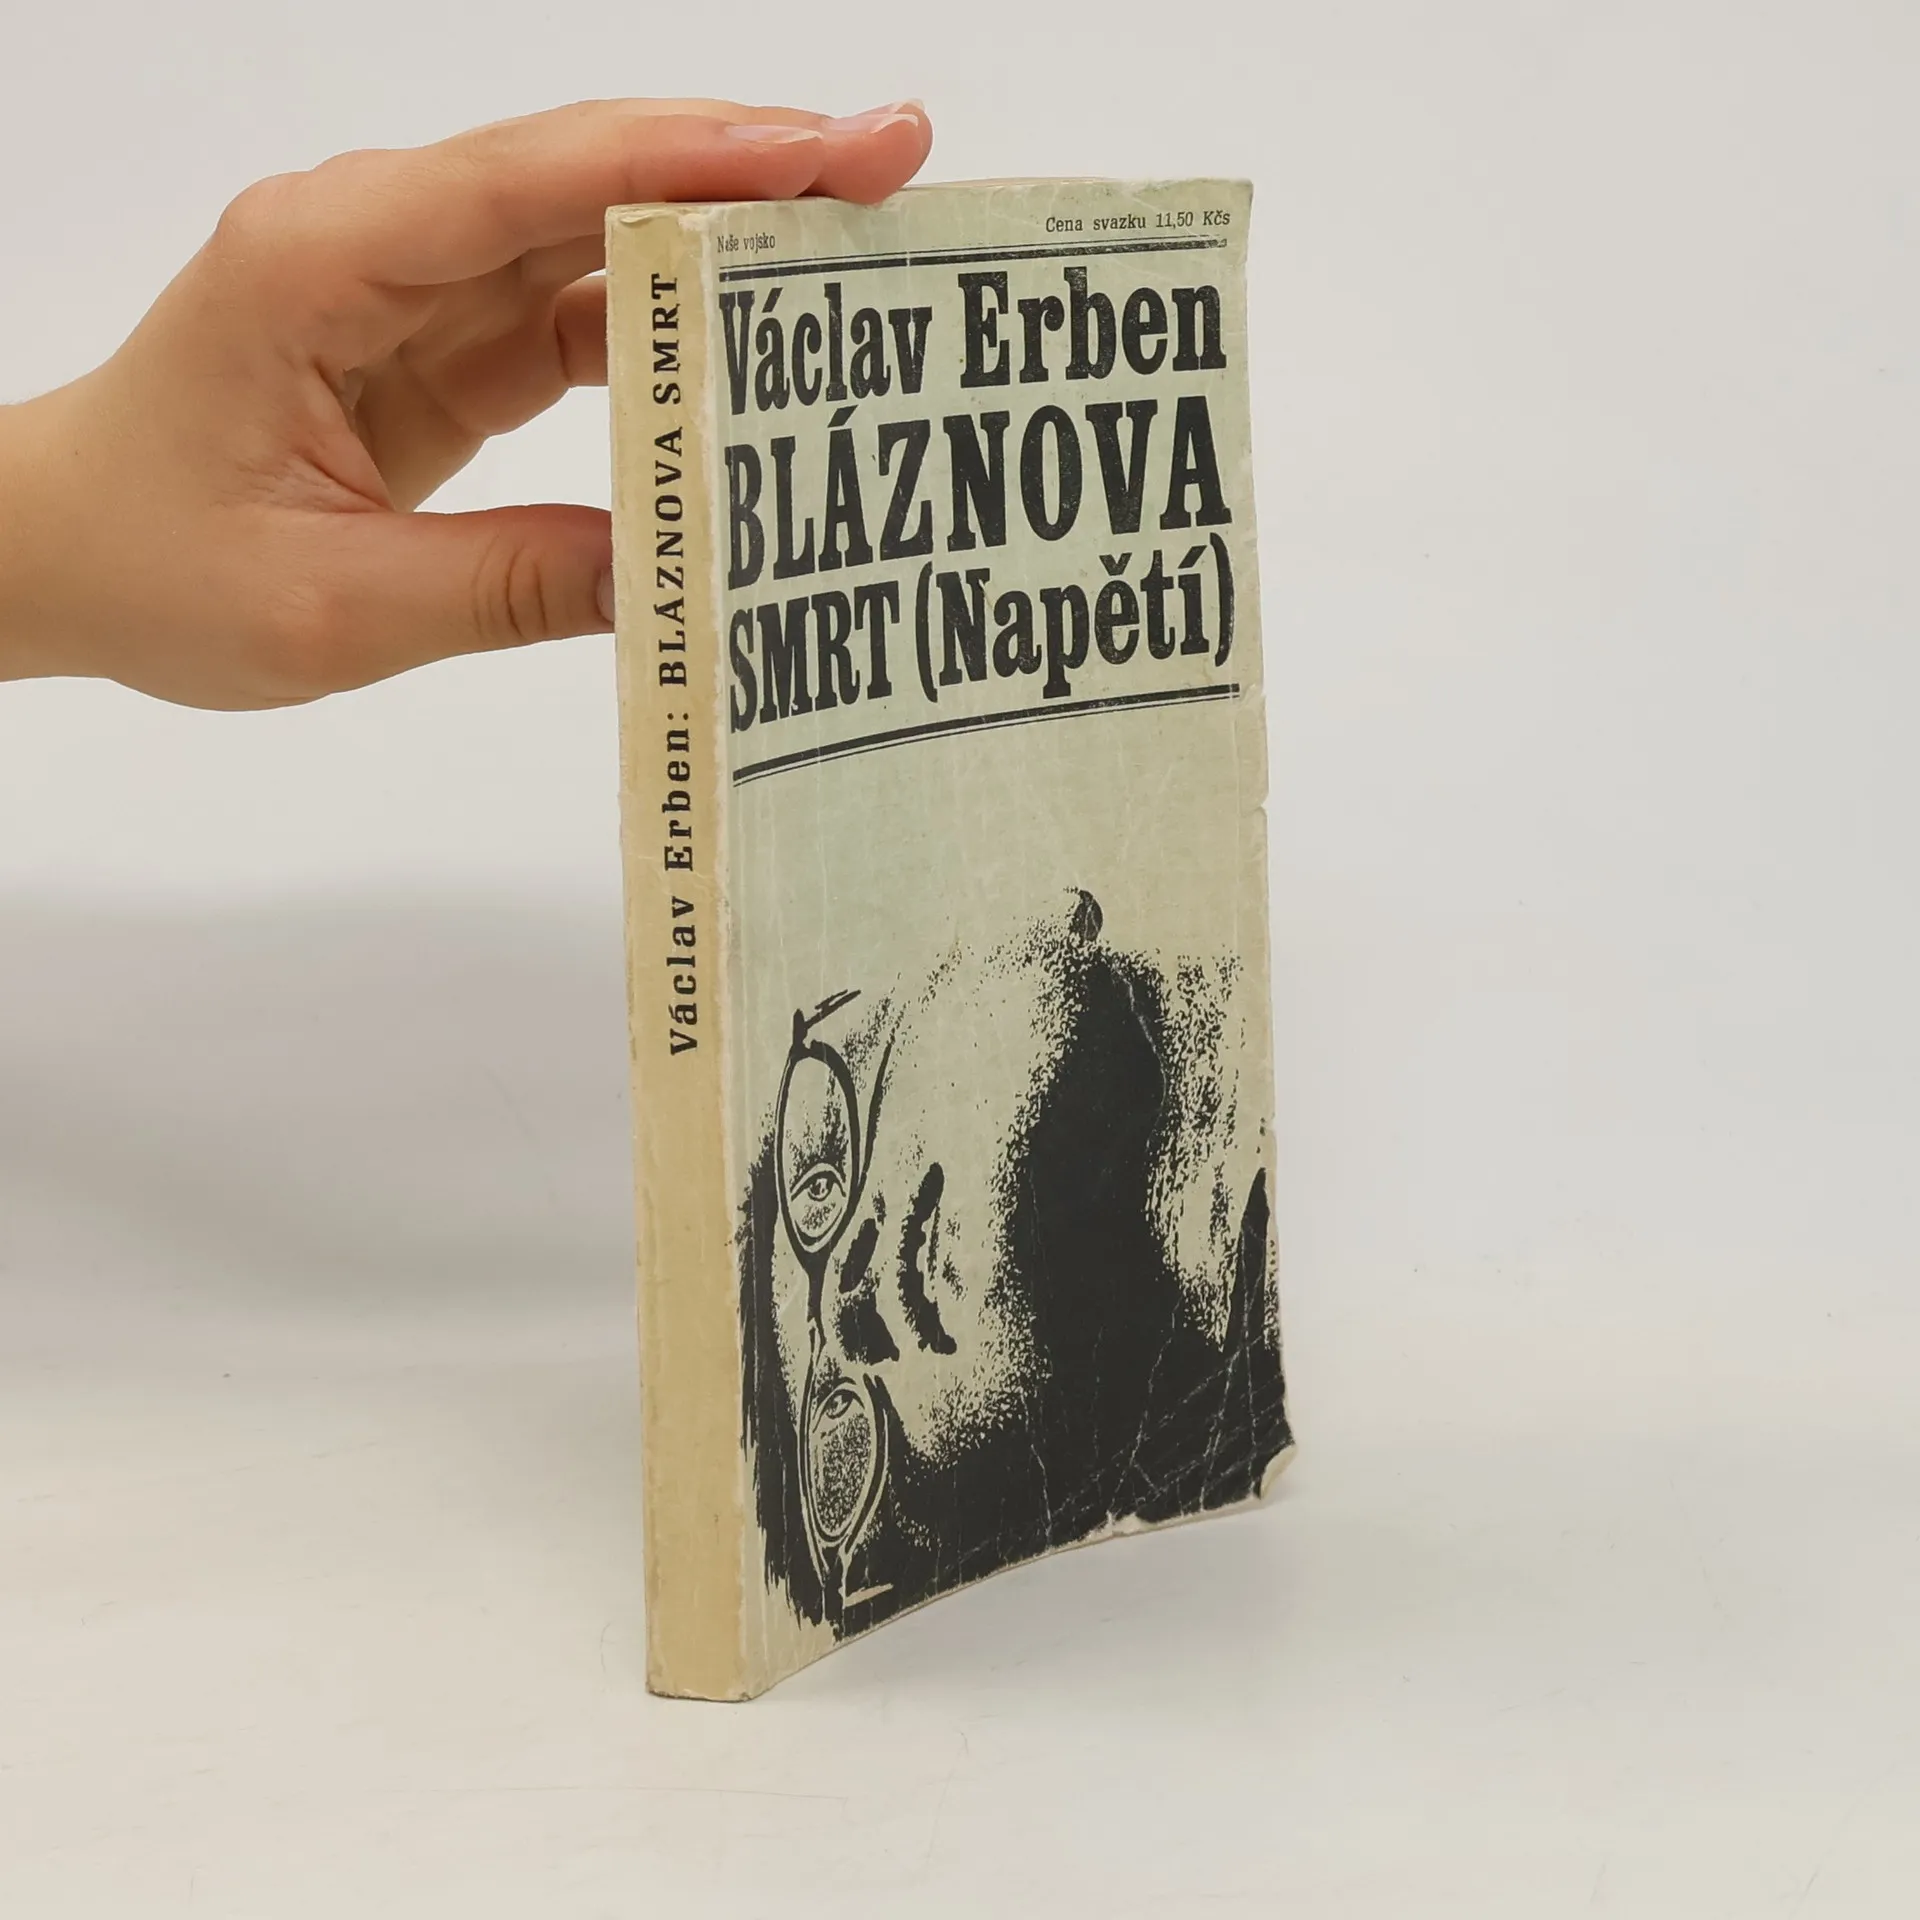 Naše vojsko
Cena svazku 11,50 Kčs
Václav Erben
BLÁZNOVA
SMRT (Napětí)
Václav Erben: BLÁZNOVA SMRT